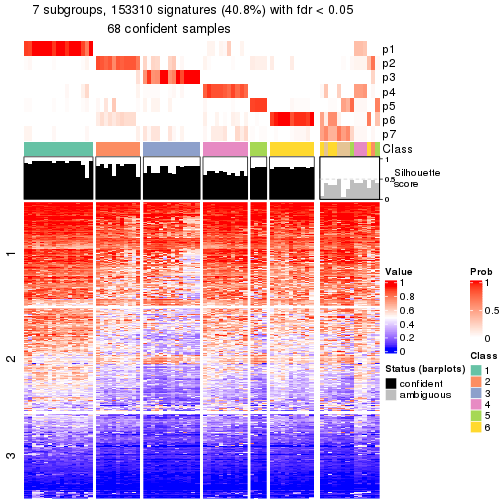 7 subgroups, 153310 signatures (40.8%) with fdr < 0.05
68 confident samples
p1
p2
p3
p4
p5
p6
p7
Class
1
0.5
0
Silhouette
score
1
2
3
Value
1
0.8
0.6
0.4
0.2
0
Prob
1
0.5
0
Status (barplots)
confident
ambiguous
Class
1
2
3
4
5
6